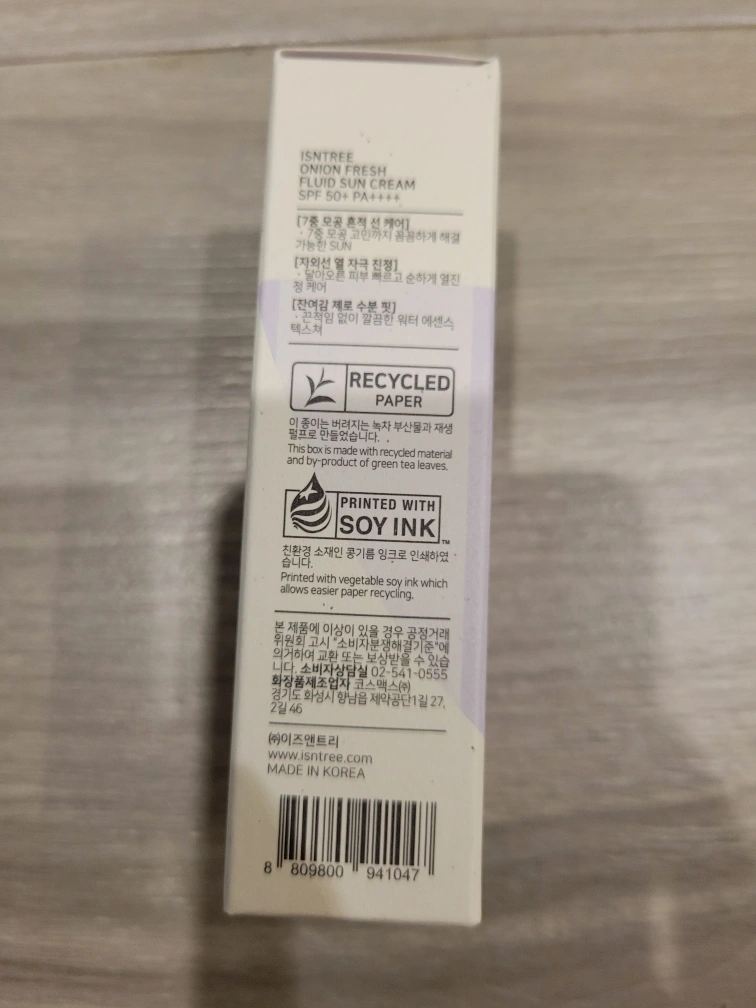 ISNTREE
ONION FRESH
FLUID SUN CREAM
SPF 50+ PA++++
[7중 모공 흔적 선 케어]
· 7중 모공 고민까지 꼼꼼하게 해결
가능한 SUN
[자외선 열 자극 진정]
· 달아오른 피부 빠르고 순하게 열진
정 케어
[잔여감 제로 수분 핏]
· 끈적임 없이 깔끔한 워터 에센스
텍스쳐
RECYCLED
PAPER
이 종이는 버려지는 녹차 부산물과 재생
펄프로 만들었습니다.
This box is made with recycled material
and by-product of green tea leaves.
PRINTED WITH
SOY INK™
친환경 소재인 콩기름 잉크로 인쇄하였
습니다.
Printed with vegetable soy ink which
allows easier paper recycling.
본 제품에 이상이 있을 경우 공정거래
위원회 고시 "소비자분쟁해결기준"에
의거하여 교환 또는 보상받을 수 있습
니다. 소비자상담실 02-541-0555
화장품제조업자 코스맥스㈜
경기도 화성시 향남읍 제약공단1길 27,
2길 46
㈜이즈앤트리
www.isntree.com
MADE IN KOREA
8 809800 941047